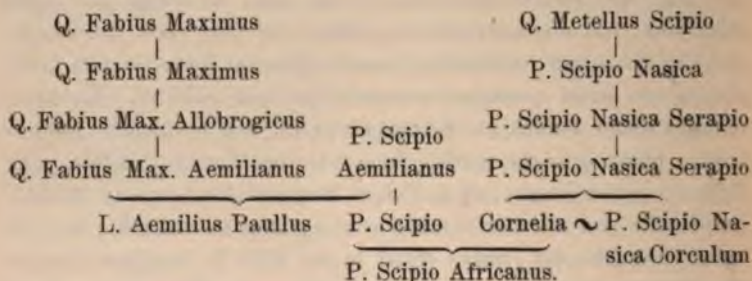 Q. Fabius Maximus Q. Metellus Scipio
Q. Fabius Maximus P. Scipio Nasica
Q. Fabius Max. Allobrogicus P. Scipio P. Scipio Nasica Serapio
Q. Fabius Max. Aemilianus Aemilianus P. Scipio Nasica Serapio
L. Aemilius Paullus P. Scipio Cornelia ~ P. Scipio Na-
sica Corculum
P. Scipio Africanus.